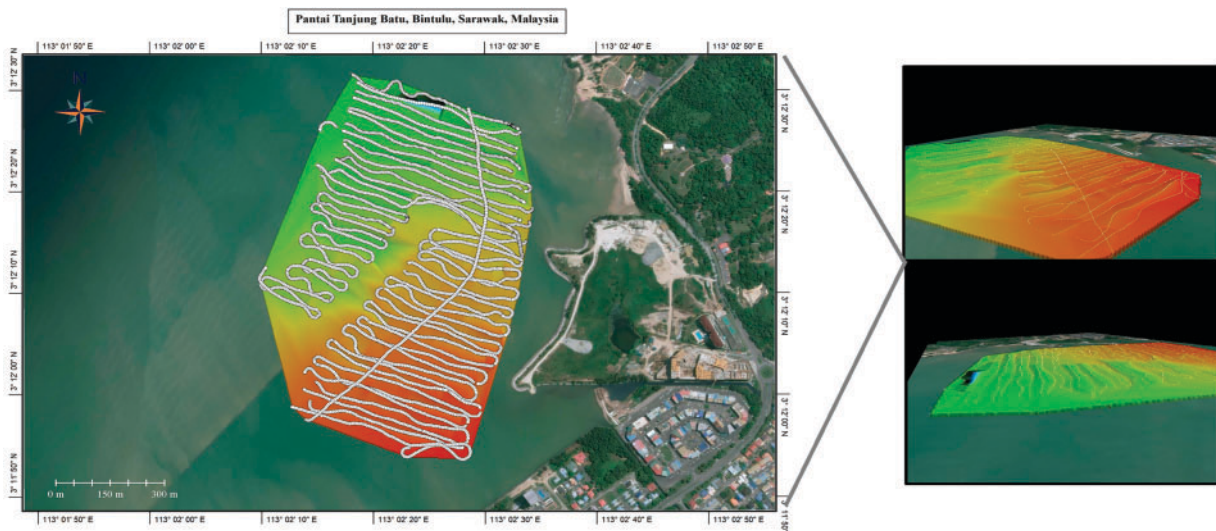 Pantai Tanjung Batu, Bintulu, Sarawak, Malaysia
113° 01' 50" E 113° 02' 00" E 113° 02' 10" E 113° 02' 20" E 113° 02' 30" E 113° 02' 40" E 113° 02' 50" E
3° 12' 30" N
3° 12' 20" N
3° 12' 10" N
3° 12' 00" N
3° 11' 50"
3° 12' 30" N
3° 12' 20" N
3° 12' 10" N
3° 12' 00" N
3° 11' 50"
0 m 150 m 300 m
113° 01' 50" E 113° 02' 00" E 113° 02' 10" E 113° 02' 20" E 113° 02' 30" E 113° 02' 40" E 113° 02' 50" E